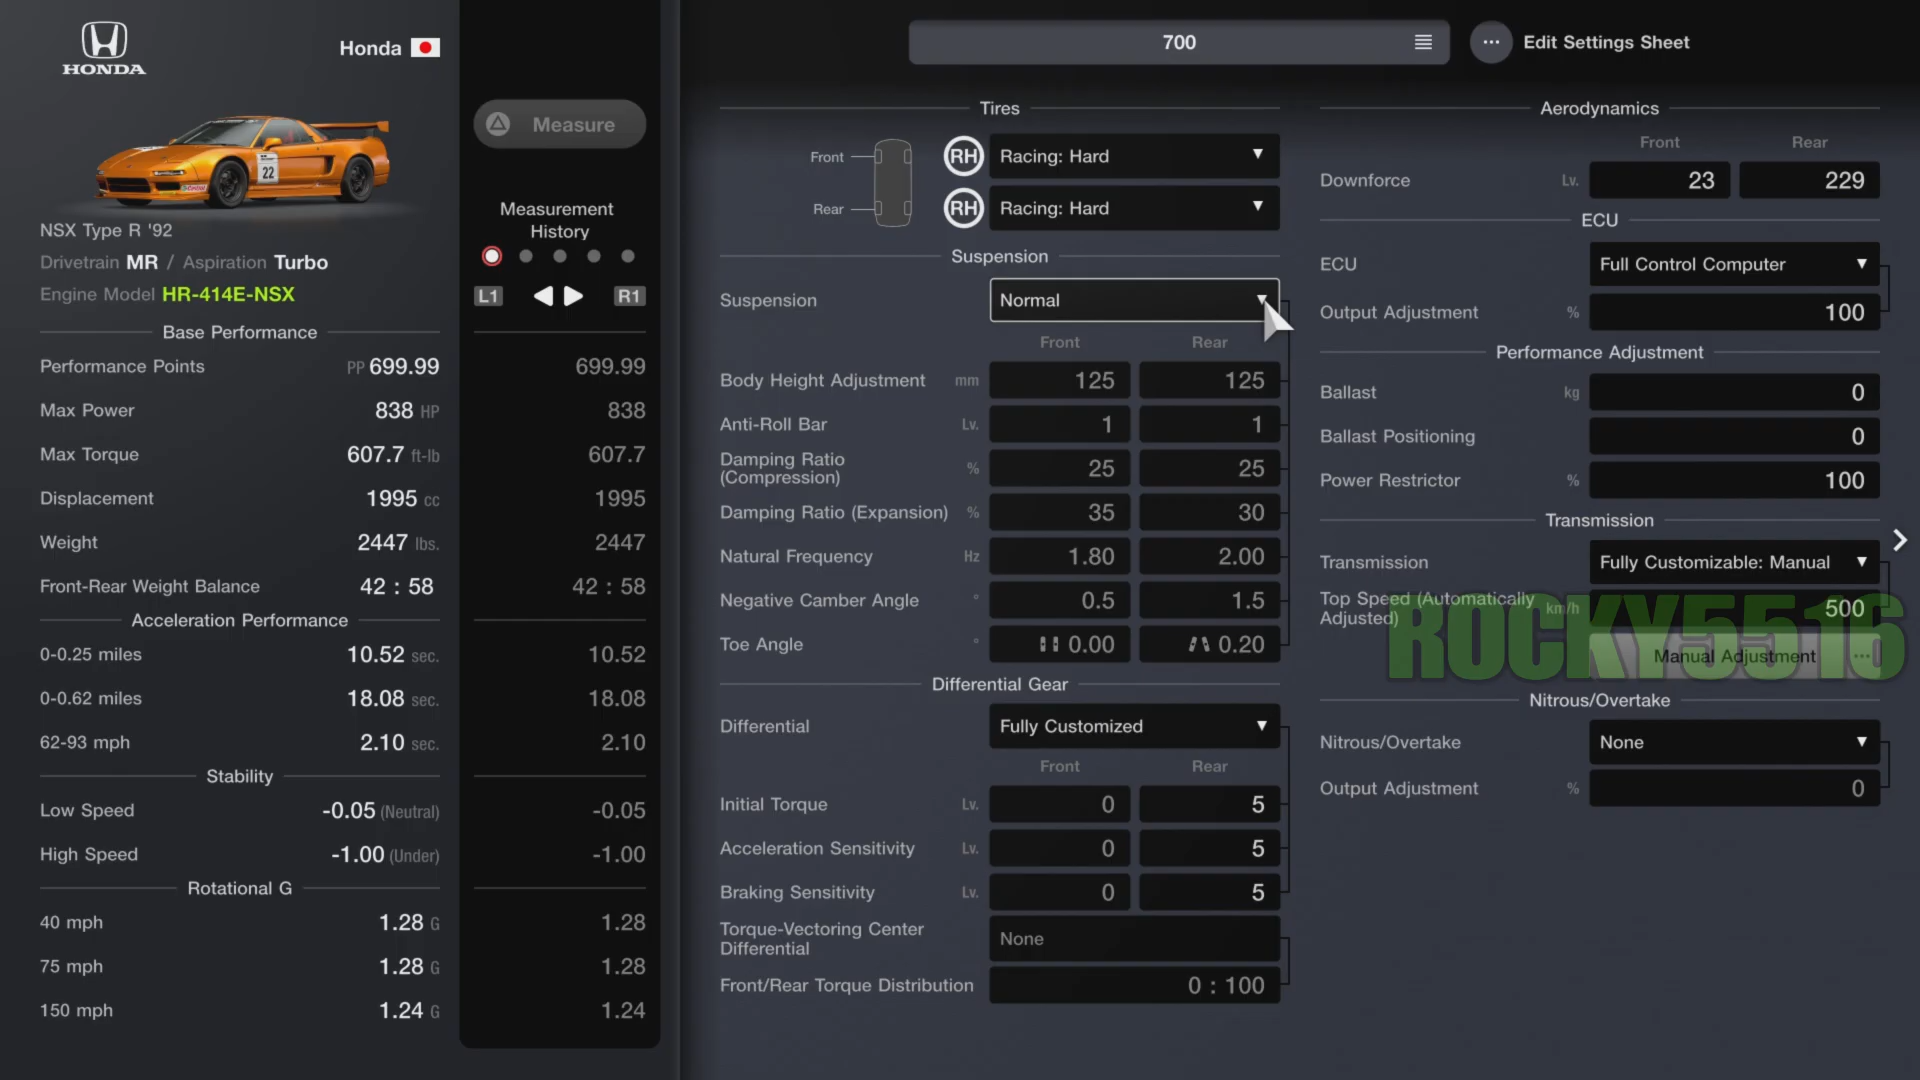 HONDA
Honda
22
NSX Type R '92
Drivetrain MR / Aspiration Turbo
Engine Model HR-414E-NSX
Base Performance
Performance Points PP 699.99
Max Power 838 HP
Max Torque 607.7 ft-lb
Displacement 1995 cc
Weight 2447 lbs.
Front-Rear Weight Balance 42 : 58
Acceleration Performance
0-0.25 miles 10.52 sec.
0-0.62 miles 18.08 sec.
62-93 mph 2.10 sec.
Stability
Low Speed -0.05 (Neutral)
High Speed -1.00 (Under)
Rotational G
40 mph 1.28 G
75 mph 1.28 G
150 mph 1.24 G
Measure
Measurement
History
L1 R1
699.99
838
607.7
1995
2447
42 : 58
10.52
18.08
2.10
-0.05
-1.00
1.28
1.28
1.24
700
Edit Settings Sheet
Tires
Front RH Racing: Hard
Rear RH Racing: Hard
Suspension
Suspension Normal
Front Rear
Body Height Adjustment mm 125 125
Anti-Roll Bar Lv. 1 1
Damping Ratio
(Compression) % 25 25
Damping Ratio (Expansion) % 35 30
Natural Frequency Hz 1.80 2.00
Negative Camber Angle ° 0.5 1.5
Toe Angle ° 0.00 0.20
Differential Gear
Differential Fully Customized
Front Rear
Initial Torque Lv. 0 5
Acceleration Sensitivity Lv. 0 5
Braking Sensitivity Lv. 0 5
Torque-Vectoring Center
Differential None
Front/Rear Torque Distribution 0 : 100
Aerodynamics
Front Rear
Downforce Lv. 23 229
ECU
ECU Full Control Computer
Output Adjustment % 100
Performance Adjustment
Ballast kg 0
Ballast Positioning 0
Power Restrictor % 100
Transmission
Transmission Fully Customizable: Manual
Top Speed (Automatically
Adjusted) km/h 500
Manual Adjustment
ROCKY5516
Nitrous/Overtake
Nitrous/Overtake None
Output Adjustment % 0